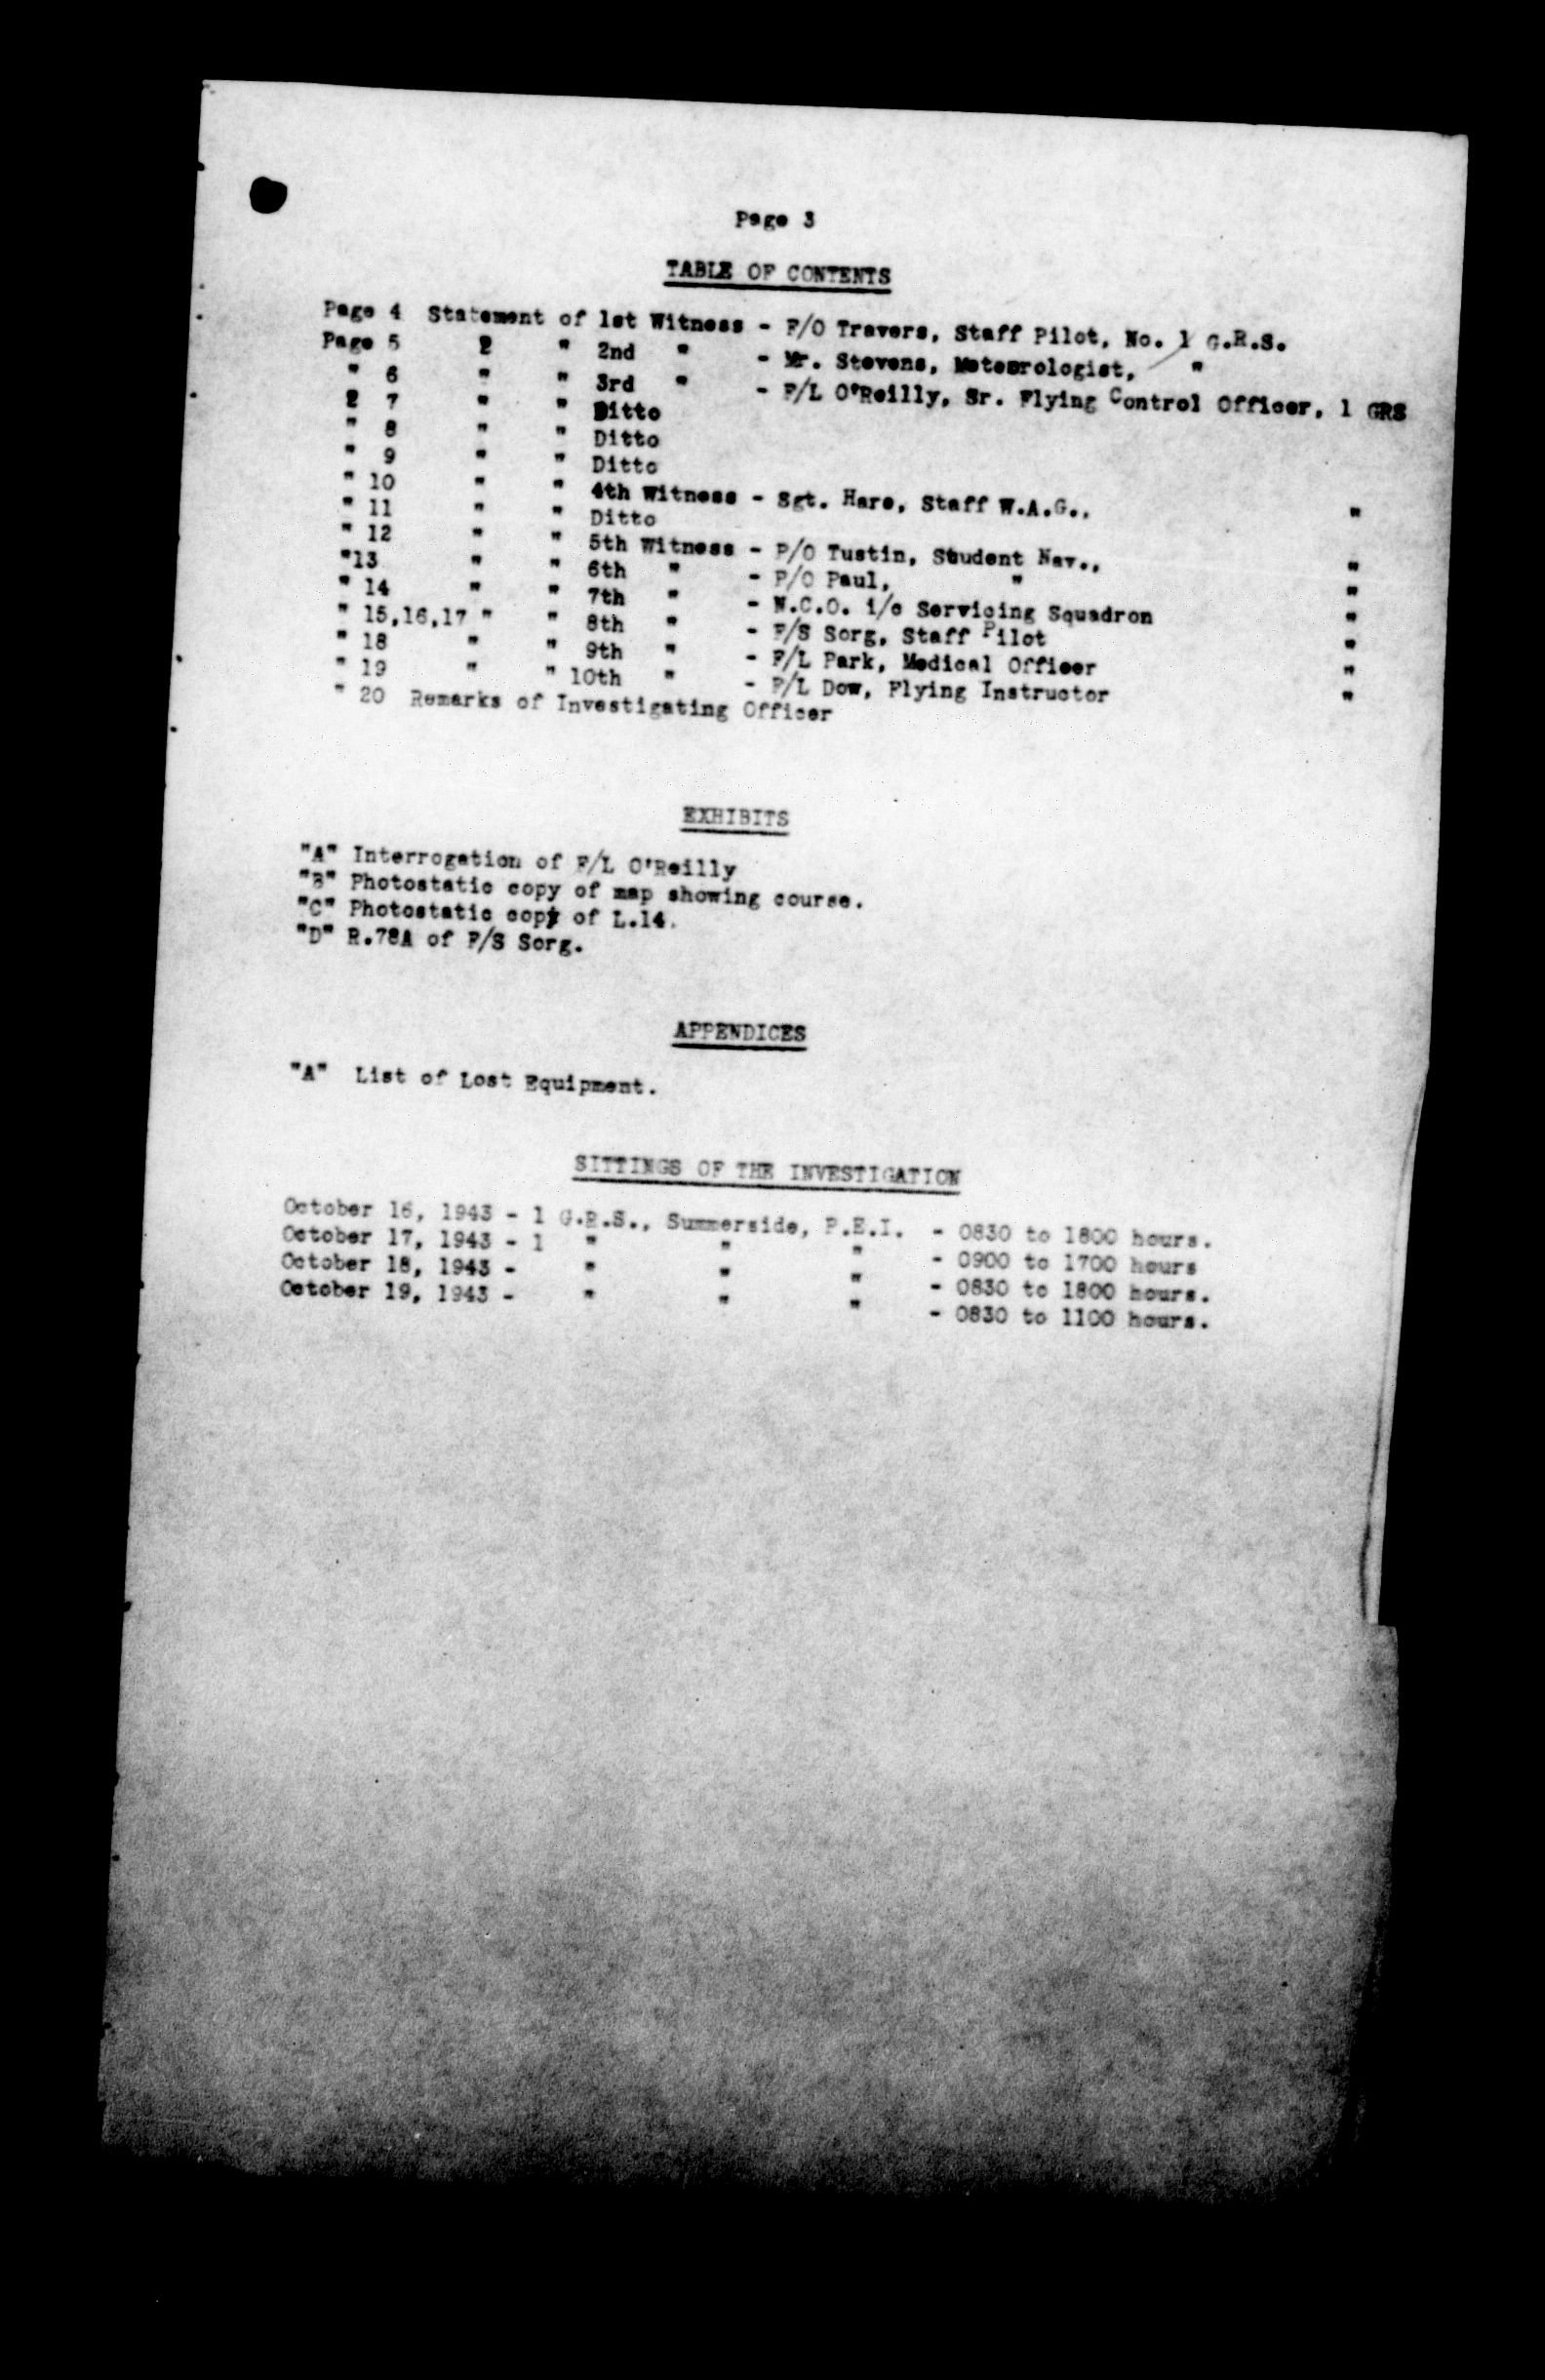 Page 3
TABLE OF CONTENTS
Page 4 Statement of 1st Witness - F/O Travers, Staff Pilot, No. 1 G.R.S.
Page 5 2 " 2nd " - Mr. Stevens, Meteorologist, "
" 6 " " 3rd " - F/L O'Reilly, Sr. Flying Control Officer, 1 GRS
2 7 " " Ditto
" 8 " " Ditto
" 9 " " Ditto
" 10 " " 4th Witness - Sgt. Hare, Staff W.A.G., "
" 11 " " Ditto
" 12 " " 5th Witness - P/O Tustin, Student Nav., "
"13 " " 6th " - P/O Paul, " "
" 14 " " 7th " - N.C.O. i/c Servicing Squadron "
" 15,16,17 " " 8th " - F/S Sorg, Staff Pilot "
" 18 " " 9th " - F/L Park, Medical Officer "
" 19 " " 10th " - F/L Dow, Flying Instructor "
" 20 Remarks of Investigating Officer
EXHIBITS
"A" Interrogation of F/L O'Reilly
"B" Photostatic copy of map showing course.
"C" Photostatic copy of L.14.
"D" R.78A of F/S Sorg.
APPENDICES
"A" List of Lost Equipment.
SITTINGS OF THE INVESTIGATION
October 16, 1943 - 1 G.R.S., Summerside, P.E.I. - 0830 to 1800 hours.
October 17, 1943 - 1 " " " - 0900 to 1700 hours
October 18, 1943 - " " " - 0830 to 1800 hours.
October 19, 1943 - " " " - 0830 to 1100 hours.